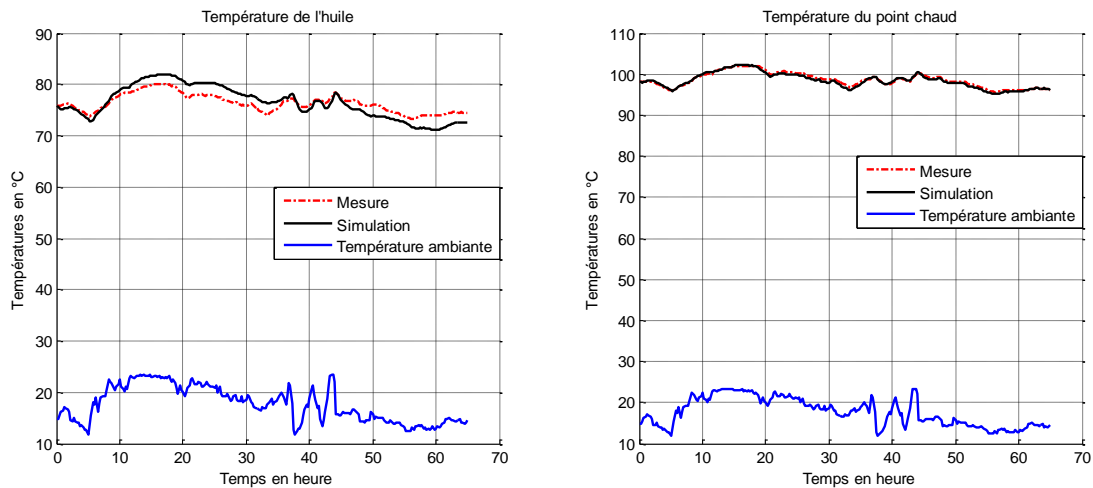 Température de l'huile
90
80
70
60
50
40
30
20
10
0 10 20 30 40 50 60 70
Températures en °C
Temps en heure
Mesure
Simulation
Température ambiante
Température du point chaud
110
100
90
80
70
60
50
40
30
20
10
0 10 20 30 40 50 60 70
Températures en °C
Temps en heure
Mesure
Simulation
Température ambiante